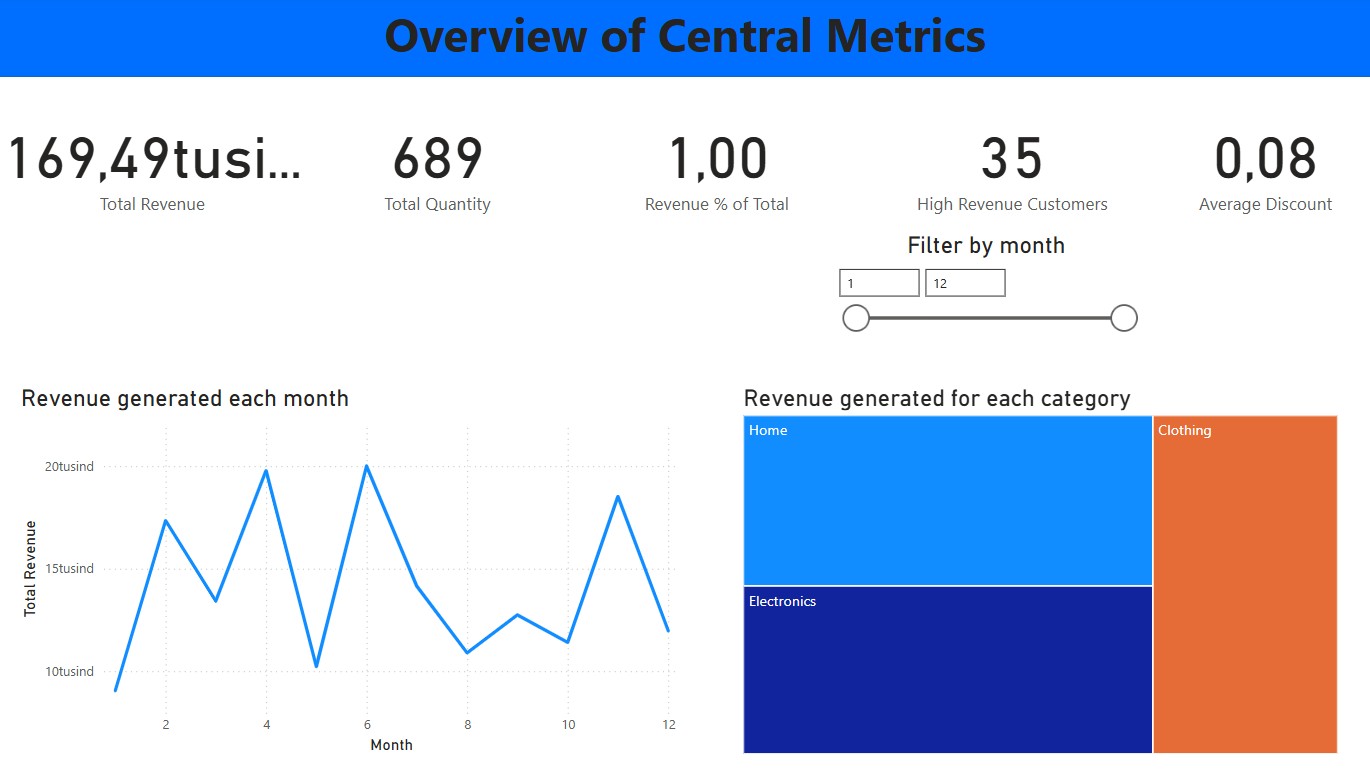 Overview of Central Metrics
169,49tusi...
Total Revenue
689
Total Quantity
1,00
Revenue % of Total
35
High Revenue Customers
0,08
Average Discount
Filter by month
1
12
Revenue generated each month
20tusind
15tusind
10tusind
Total Revenue
2
4
6
8
10
12
Month
Revenue generated for each category
Home
Clothing
Electronics